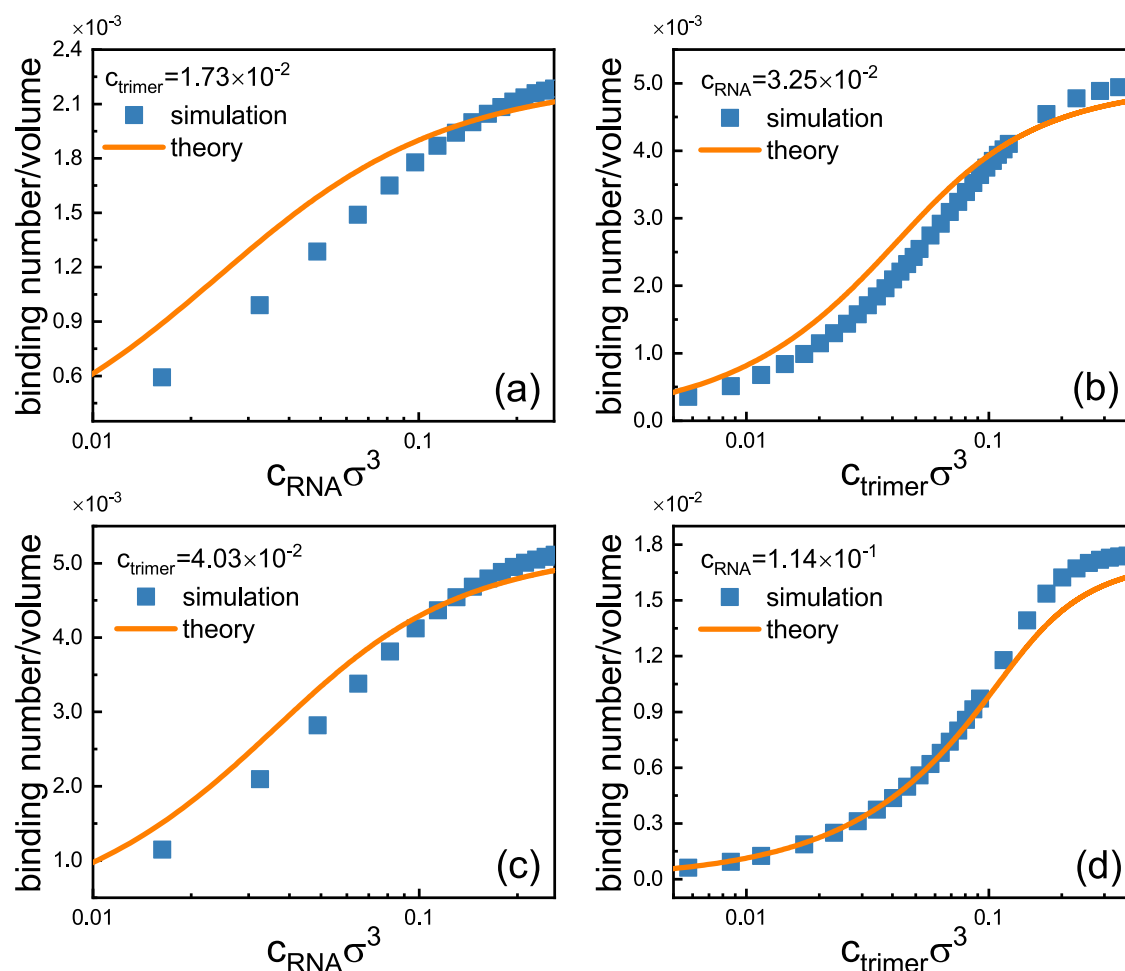 ×10⁻³
2.4
2.1
1.8
1.5
1.2
0.9
0.6
binding number/volume
c_trimer=1.73×10⁻²
simulation
theory
(a)
0.01
0.1
c_RNAσ³
×10⁻³
5.0
4.0
3.0
2.0
1.0
0.0
binding number/volume
c_RNA=3.25×10⁻²
simulation
theory
(b)
0.01
0.1
c_trimerσ³
×10⁻³
5.0
4.0
3.0
2.0
1.0
binding number/volume
c_trimer=4.03×10⁻²
simulation
theory
(c)
0.01
0.1
c_RNAσ³
×10⁻²
1.8
1.5
1.2
0.9
0.6
0.3
0.0
binding number/volume
c_RNA=1.14×10⁻¹
simulation
theory
(d)
0.01
0.1
c_trimerσ³